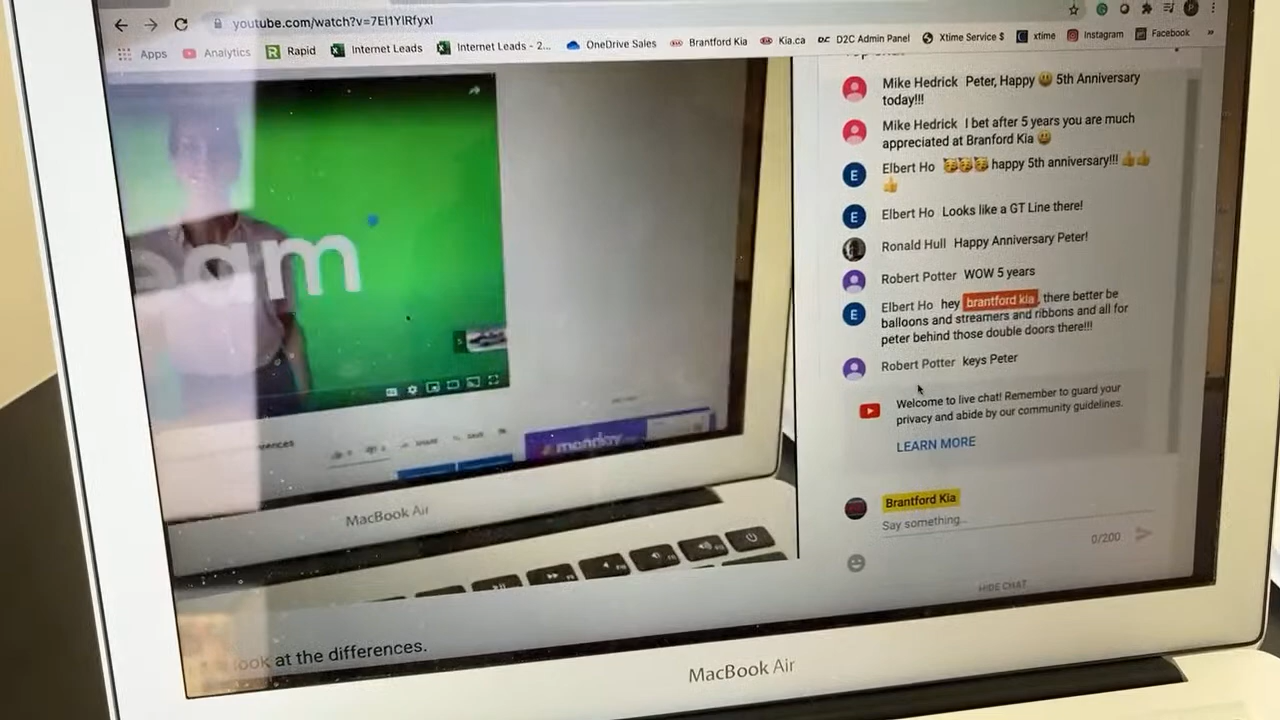 youtube.com/watch?v=7EI1YlRfyxI
Apps Analytics Rapid Internet Leads Internet Leads - 2... OneDrive Sales Brantford Kia Kia.ca D2C Admin Panel Xtime Service $ xtime Instagram Facebook »
Mike Hedrick Peter, Happy 😃 5th Anniversary
today!!!
Mike Hedrick I bet after 5 years you are much
appreciated at Branford Kia 😃
Elbert Ho 🥳🥳🥳 happy 5th anniversary!!! 👍👍
👍
Elbert Ho Looks like a GT Line there!
Ronald Hull Happy Anniversary Peter!
Robert Potter WOW 5 years
Elbert Ho hey brantford kia, there better be
balloons and streamers and ribbons and all for
peter behind those double doors there!!!
Robert Potter keys Peter
Welcome to live chat! Remember to guard your
privacy and abide by our community guidelines.
LEARN MORE
Brantford Kia
Say something...
0/200
HIDE CHAT
eam
SHARE SAVE
monday
MacBook Air
look at the differences.
MacBook Air